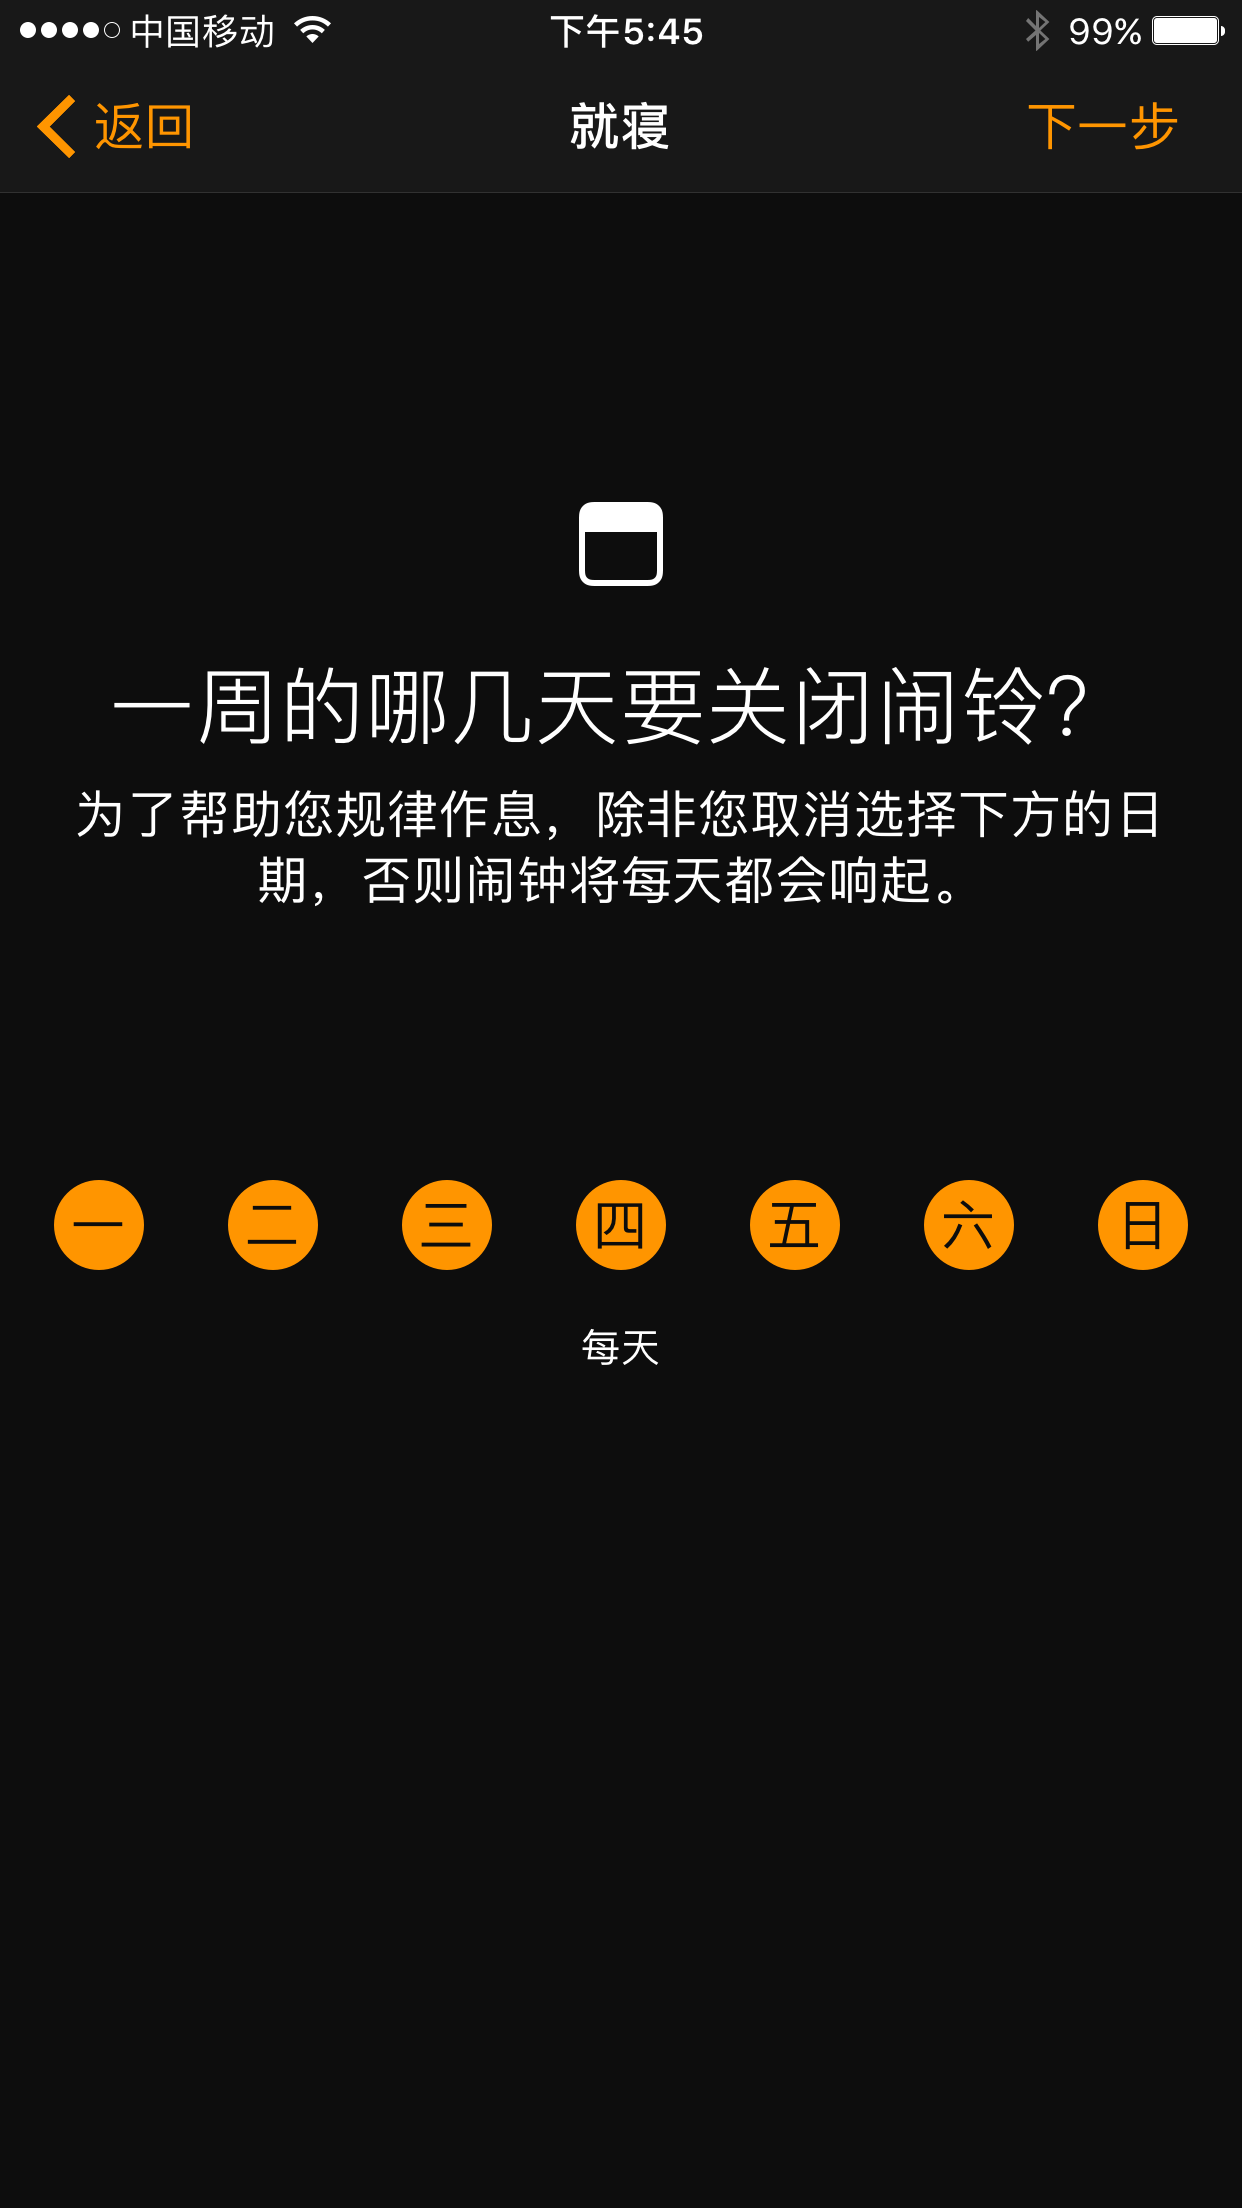 中国移动 下午5:45 99%
返回 就寝 下一步
一周的哪几天要关闭闹铃？
为了帮助您规律作息，除非您取消选择下方的日
期，否则闹钟将每天都会响起。
一 二 三 四 五 六 日
每天